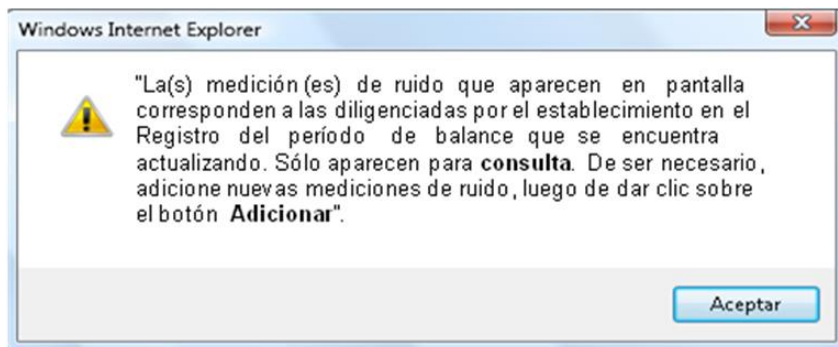 Windows Internet Explorer
"La(s) medición (es) de ruido que aparecen en pantalla
corresponden a las diligenciadas por el establecimiento en el
Registro del período de balance que se encuentra
actualizando. Sólo aparecen para consulta. De ser necesario,
adicione nuevas mediciones de ruido, luego de dar clic sobre
el botón Adicionar".
Aceptar